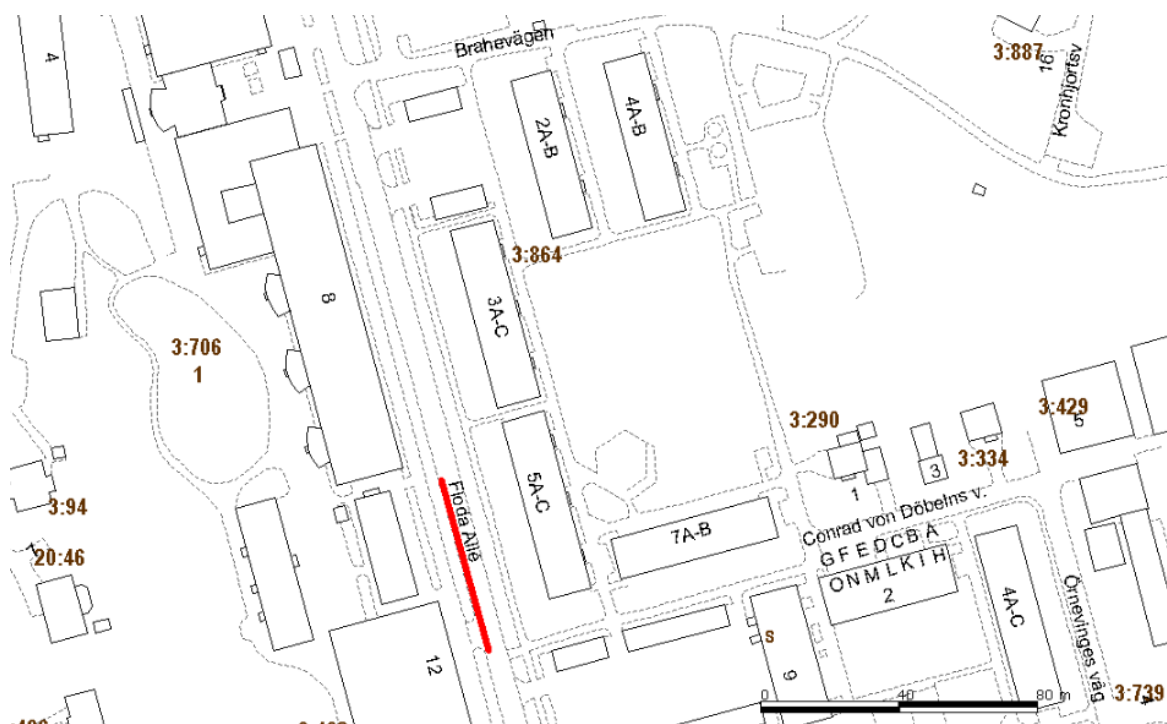 Brahevägen
3:887
16
Kronhjortsv
4
2A-B
4A-B
3:864
8
3A-C
3:706
1
3:290
3:429
5
3:334
3
1
3:94
Floda Allé
5A-C
7A-B
Conrad von Döbelns v.
G F E D C B A
O N M L K I H
2
20:46
4A-C
Örnevinges väg
S
12
9
3:739
0 40 80 m